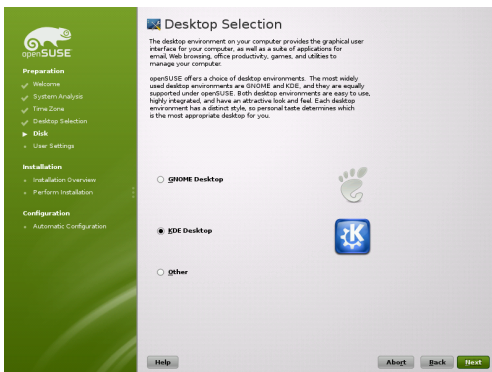 openSUSE
Preparation
Welcome
System Analysis
Time Zone
Desktop Selection
Disk
User Settings
Installation
Installation Overview
Perform Installation
Configuration
Automatic Configuration
Desktop Selection
The desktop environment on your computer provides the graphical user
interface for your computer, as well as a suite of applications for
email, Web browsing, office productivity, games, and utilities to
manage your computer.
openSUSE offers a choice of desktop environments. The most widely
used desktop environments are GNOME and KDE, and they are equally
supported under openSUSE. Both desktop environments are easy to use,
highly integrated, and have an attractive look and feel. Each desktop
environment has a distinct style, so personal taste determines which
is the most appropriate desktop for you.
GNOME Desktop
KDE Desktop
Other
Help
Abort
Back
Next